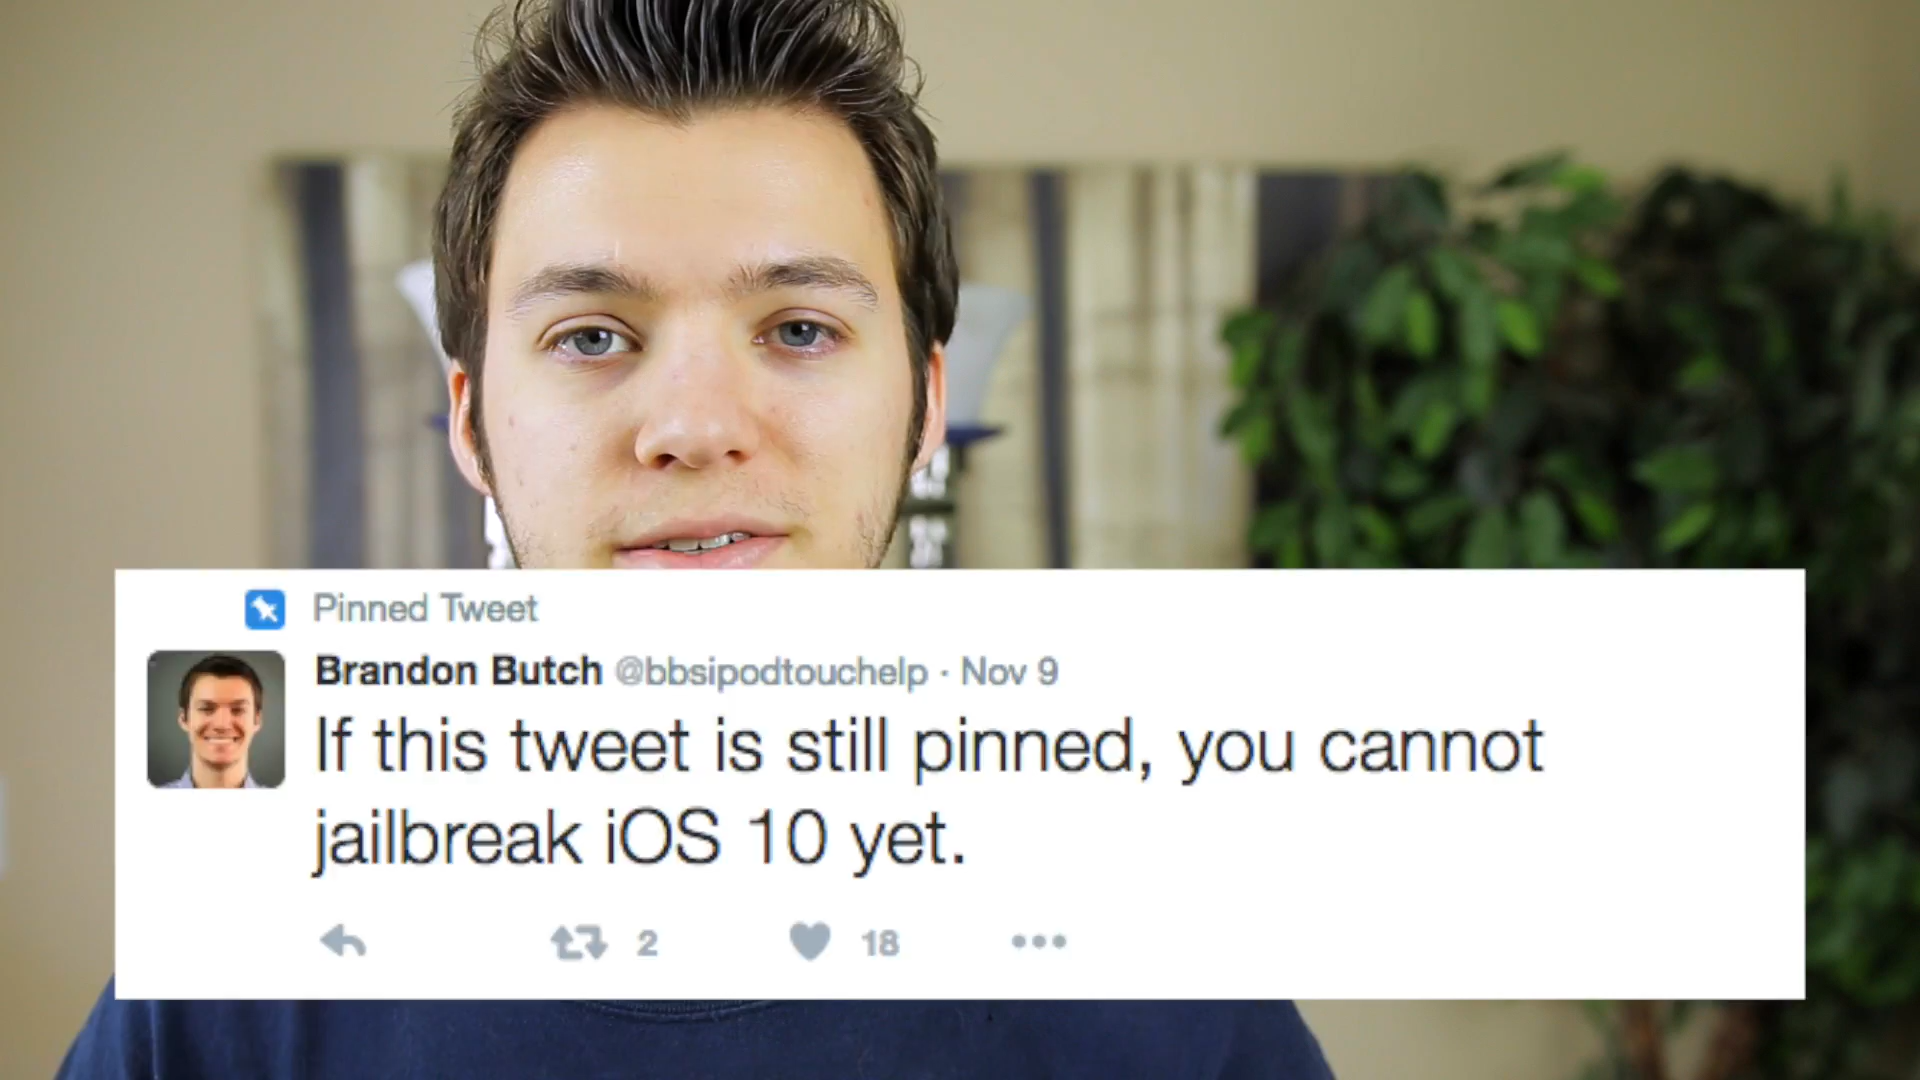 Pinned Tweet
Brandon Butch @bbsipodtouchelp · Nov 9
If this tweet is still pinned, you cannot
jailbreak iOS 10 yet.
2 18